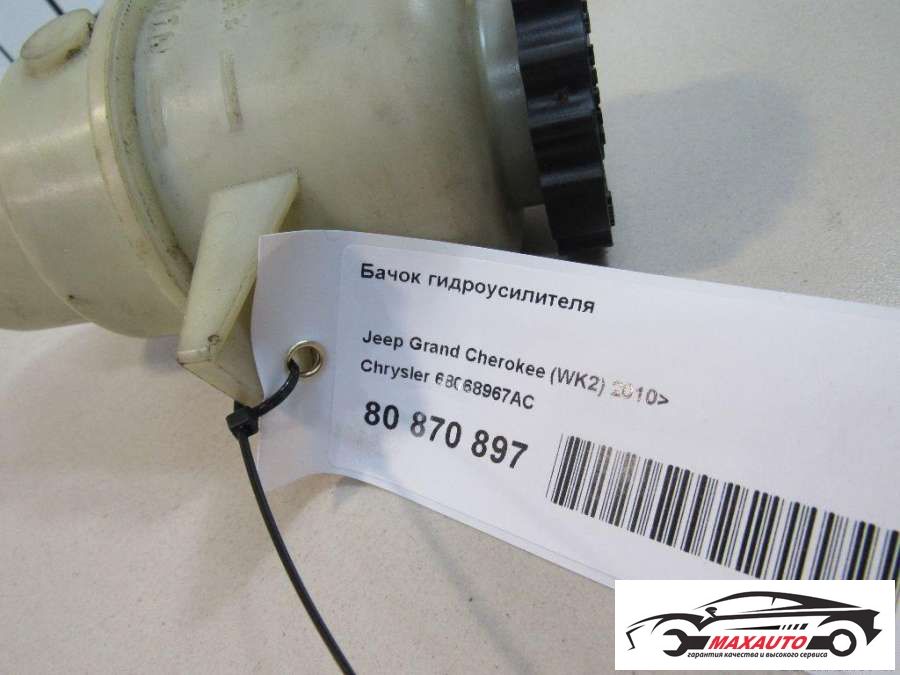 Бачок гидроусилителя
Jeep Grand Cherokee (WK2) 2010>
Chrysler 68068967AC
80 870 897
MAXAUTO
гарантия качества и высокого сервиса